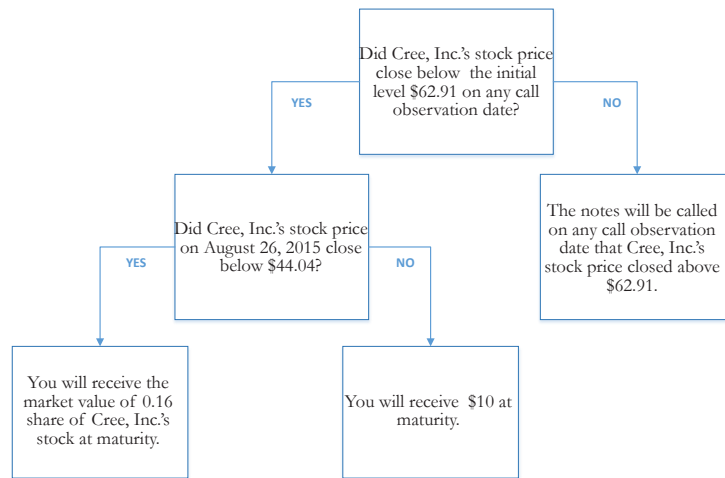 Did Cree, Inc.'s stock price
close below the initial
level $62.91 on any call
observation date?
YES
NO
Did Cree, Inc.'s stock price
on August 26, 2015 close
below $44.04?
The notes will be called
on any call observation
date that Cree, Inc.'s
stock price closed above
$62.91.
YES
NO
You will receive the
market value of 0.16
share of Cree, Inc.'s
stock at maturity.
You will receive $10 at
maturity.